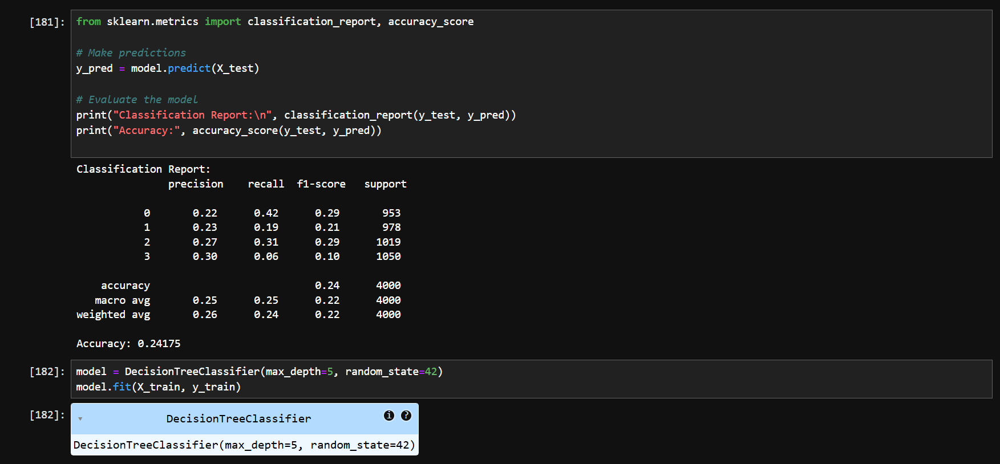 [181]:
from sklearn.metrics import classification_report, accuracy_score
# Make predictions
y_pred = model.predict(X_test)
# Evaluate the model
print("Classification Report:\n", classification_report(y_test, y_pred))
print("Accuracy:", accuracy_score(y_test, y_pred))
Classification Report:
precision recall f1-score support
0 0.22 0.42 0.29 953
1 0.23 0.19 0.21 978
2 0.27 0.31 0.29 1019
3 0.30 0.06 0.10 1050
accuracy 0.24 4000
macro avg 0.25 0.25 0.22 4000
weighted avg 0.26 0.24 0.22 4000
Accuracy: 0.24175
[182]:
model = DecisionTreeClassifier(max_depth=5, random_state=42)
model.fit(X_train, y_train)
[182]:
DecisionTreeClassifier i ?
DecisionTreeClassifier(max_depth=5, random_state=42)